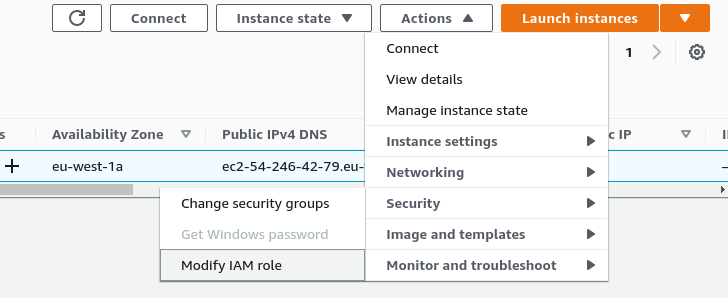 Connect
Instance state
Actions
Launch instances
Connect
1
View details
Manage instance state
s
Availability Zone
Public IPv4 DNS
Instance settings
c IP
eu-west-1a
ec2-54-246-42-79.eu-
Networking
Change security groups
Security
Get Windows password
Image and templates
Modify IAM role
Monitor and troubleshoot